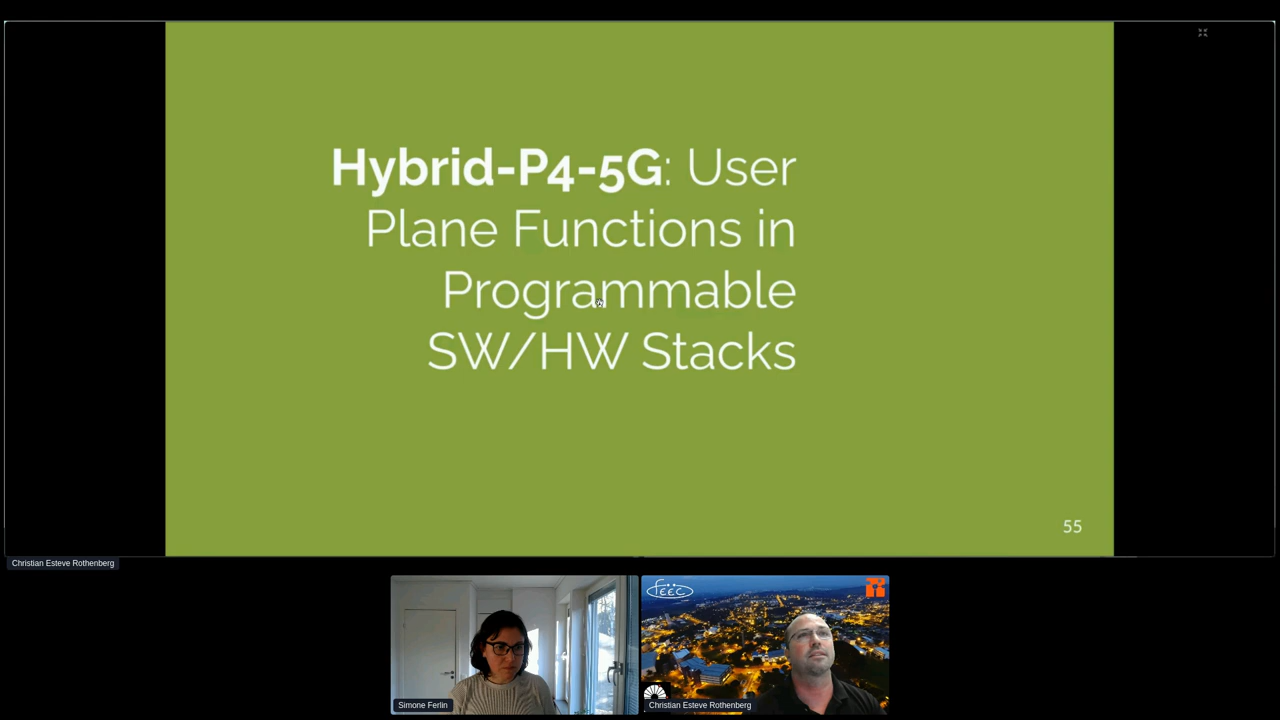 Hybrid-P4-5G: User
Plane Functions in
Programmable
SW/HW Stacks
55
Christian Esteve Rothenberg
FEEC
Simone Ferlin
Christian Esteve Rothenberg